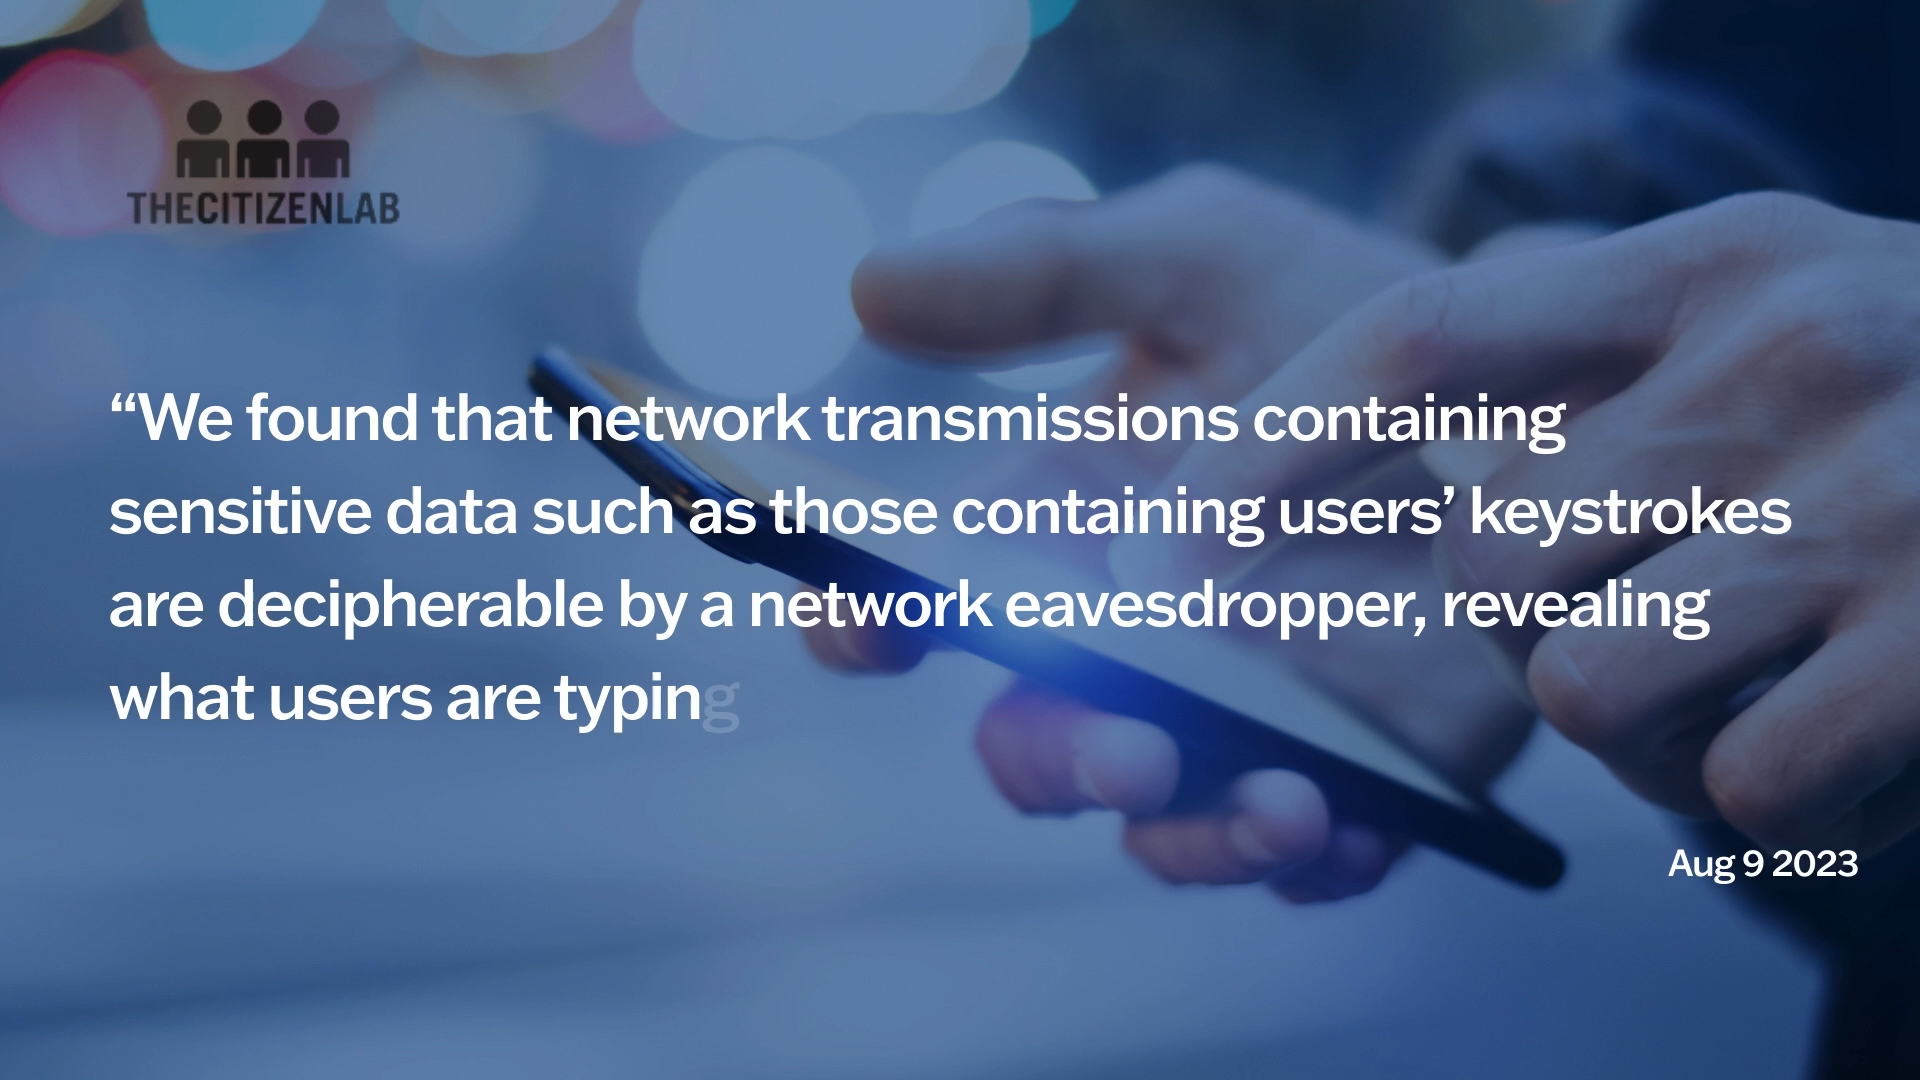 THECITIZENLAB
“We found that network transmissions containing
sensitive data such as those containing users’ keystrokes
are decipherable by a network eavesdropper, revealing
what users are typing
Aug 9 2023